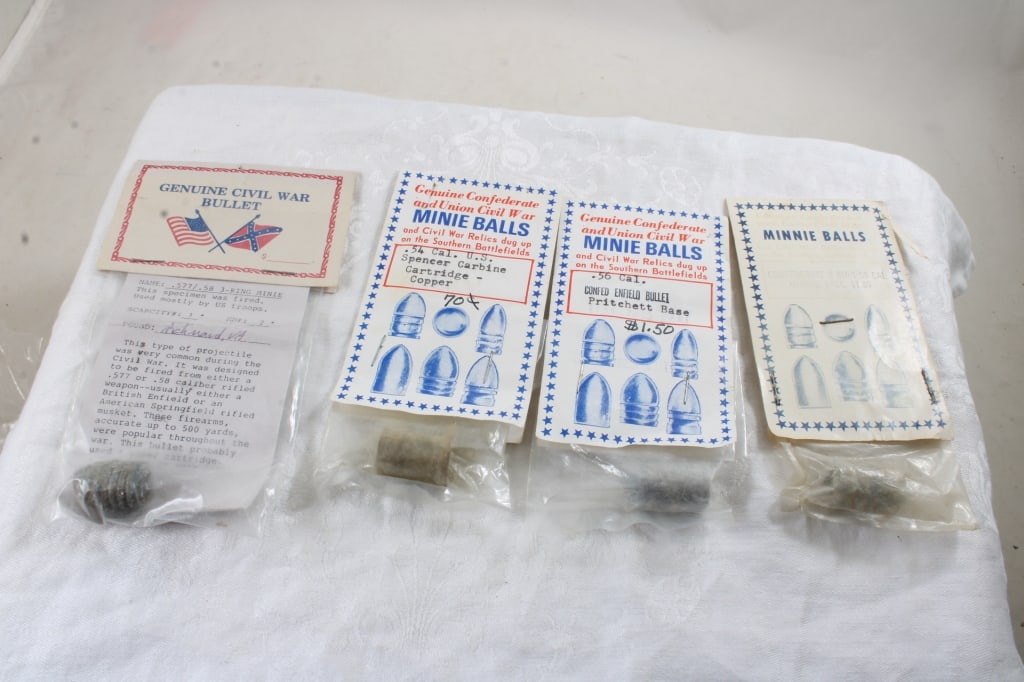 GENUINE CIVIL WAR
BULLET
$
NAME: .577/.58 3-RING MINIE
This specimen was fired.
Used mostly by US troops.
SCARCITY:
FOUND: Richmond, VA
This type of projectile
was very common during the
Civil War. It was designed
to be fired from either a
.577 or .58 caliber rifled
weapon--usually either a
British Enfield or an
American Springfield rifled
musket. These firearms,
accurate up to 500 yards,
were popular throughout the
war. This bullet probably
used cartridge.
Genuine Confederate
and Union Civil War
MINIE BALLS
and Civil War Relics dug up
on the Southern Battlefields
.54 Cal. U.S.
Spencer Carbine
Cartridge -
Copper
70¢
Genuine Confederate
and Union Civil War
MINIE BALLS
and Civil War Relics dug up
on the Southern Battlefields
.56 Cal.
CONFED ENFIELD BULLET
Pritchett Base
$1.50
MINNIE BALLS